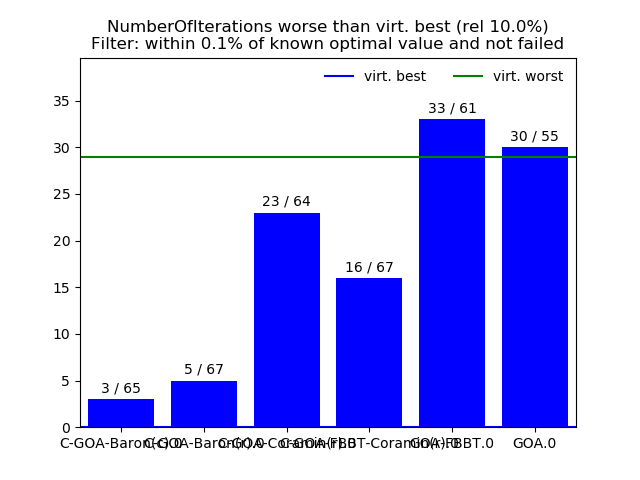 NumberOfIterations worse than virt. best (rel 10.0%)
Filter: within 0.1% of known optimal value and not failed
virt. best
virt. worst
35
30
25
20
15
10
5
0
3 / 65
5 / 67
23 / 64
16 / 67
33 / 61
30 / 55
GOA.0